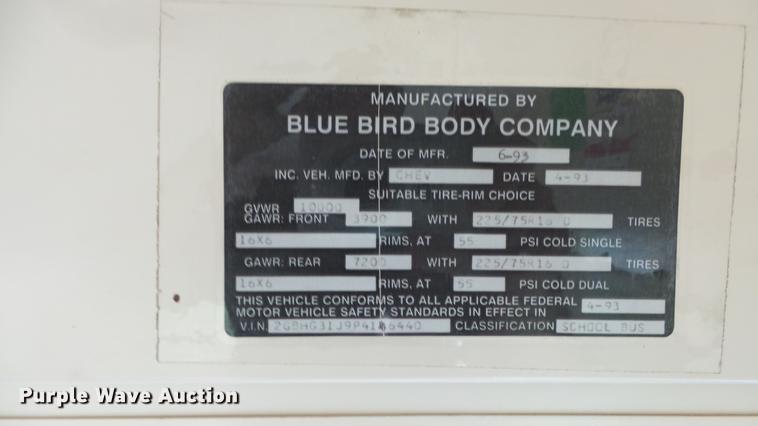 MANUFACTURED BY
BLUE BIRD BODY COMPANY
DATE OF MFR. 6-93
INC. VEH. MFD. BY CHEV DATE 4-93
SUITABLE TIRE-RIM CHOICE
GVWR 10000
GAWR: FRONT 3900 WITH 225/75R16 D TIRES
16X6 RIMS, AT 55 PSI COLD SINGLE
GAWR: REAR 7200 WITH 225/75R16 D TIRES
16X6 RIMS, AT 55 PSI COLD DUAL
THIS VEHICLE CONFORMS TO ALL APPLICABLE FEDERAL
MOTOR VEHICLE SAFETY STANDARDS IN EFFECT IN 4-93
V.I.N. CLASSIFICATION SCHOOL BUS
Purple Wave Auction